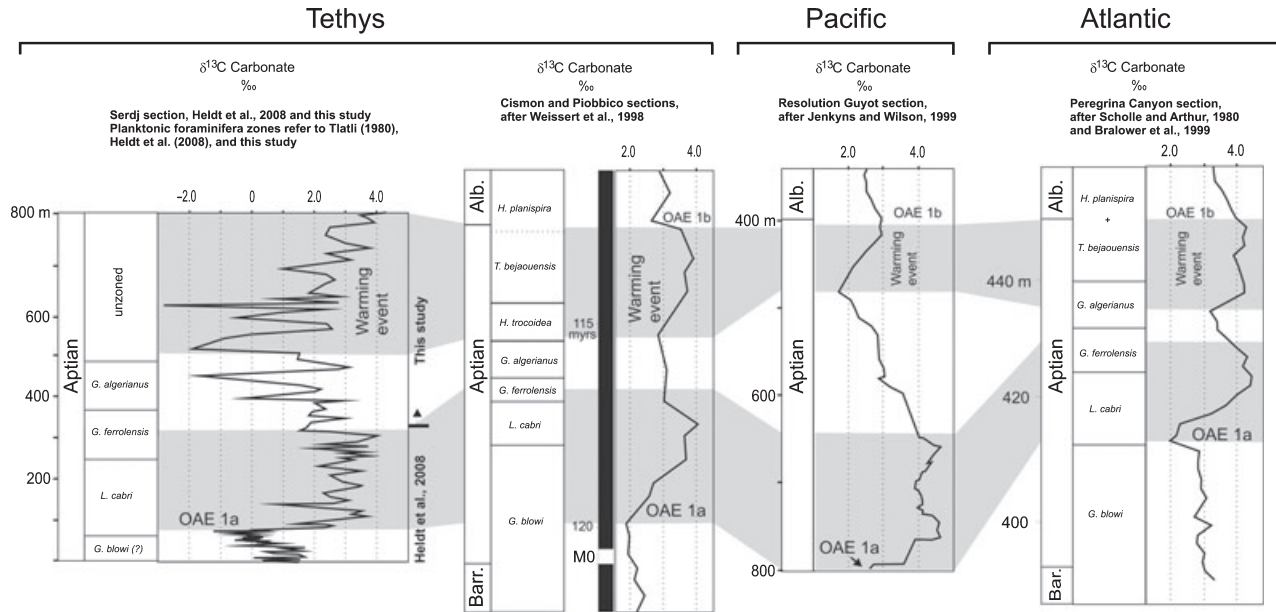 Tethys
Pacific
Atlantic
δ13C Carbonate
‰
Serdj section, Heldt et al., 2008 and this study
Planktonic foraminifera zones refer to Tlatli (1980),
Heldt et al. (2008), and this study
−2.0 0 2.0 4.0
800 m
600
400
200
Aptian
unzoned
G. algerianus
G. ferrolensis
L. cabri
G. blowi (?)
Warming
event
OAE 1a
This study
Heldt et al., 2008
δ13C Carbonate
‰
Cismon and Piobbico sections,
after Weissert et al., 1998
2.0 4.0
Alb.
Aptian
Barr.
H. planispira
T. bejaouensis
H. trocoidea
G. algerianus
G. ferrolensis
L. cabri
G. blowi
115
myrs
120
M0
OAE 1b
Warming
event
OAE 1a
δ13C Carbonate
‰
Resolution Guyot section,
after Jenkyns and Wilson, 1999
2.0 4.0
Alb.
Aptian
400 m
600
800
OAE 1b
Warming
event
OAE 1a
δ13C Carbonate
‰
Peregrina Canyon section,
after Scholle and Arthur, 1980
and Bralower et al., 1999
2.0 4.0
Alb.
Aptian
Bar.
440 m
420
400
H. planispira
+
T. bejaouensis
G. algerianus
G. ferrolensis
L. cabri
G. blowi
OAE 1b
Warming
event
OAE 1a